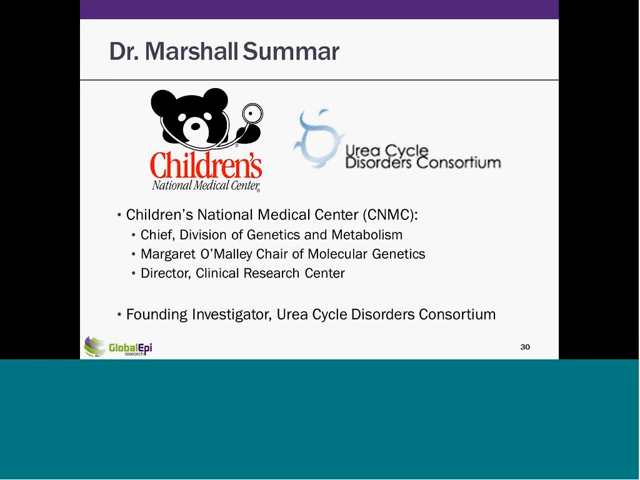 Dr. Marshall Summar
Children's
National Medical Center
Urea Cycle
Disorders Consortium
• Children's National Medical Center (CNMC):
• Chief, Division of Genetics and Metabolism
• Margaret O'Malley Chair of Molecular Genetics
• Director, Clinical Research Center
• Founding Investigator, Urea Cycle Disorders Consortium
GlobalEpi
research
30